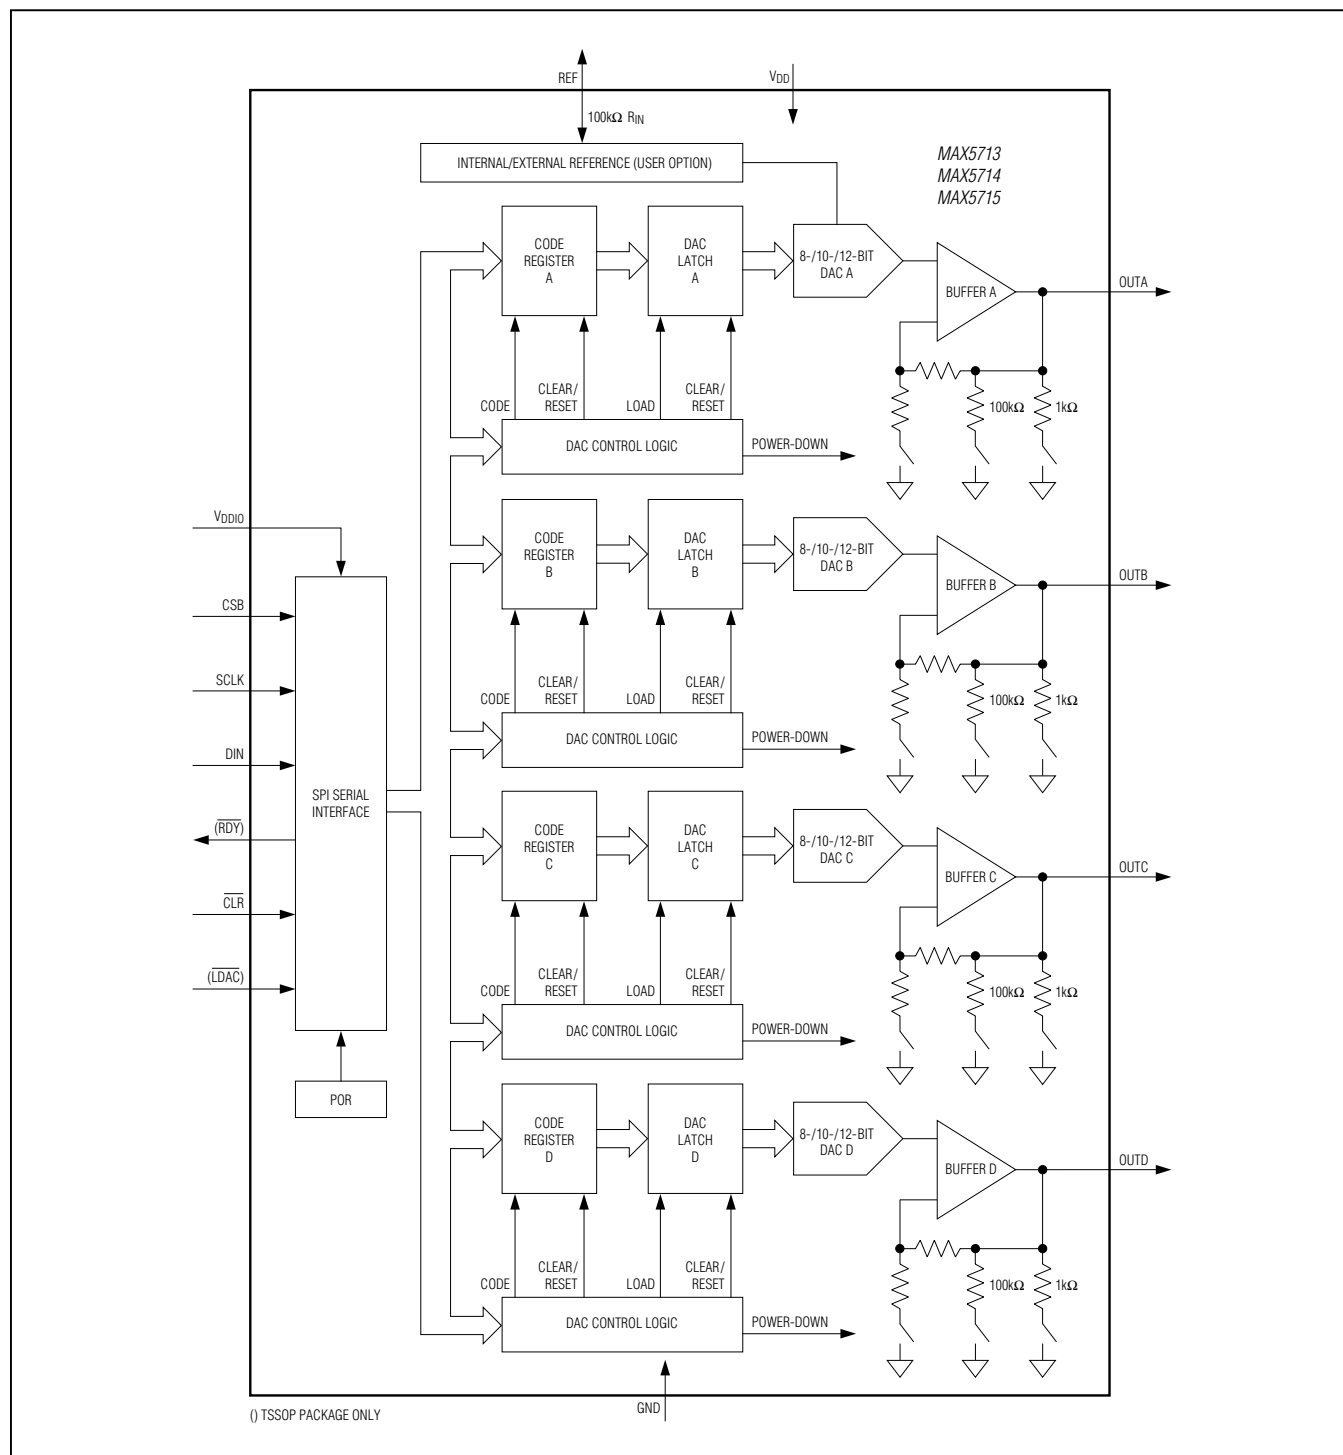 REF
VDD
100kΩ RIN
INTERNAL/EXTERNAL REFERENCE (USER OPTION)
MAX5713
MAX5714
MAX5715
CODE
REGISTER
A
DAC
LATCH
A
8-/10-/12-BIT
DAC A
BUFFER A
OUTA
CODE
CLEAR/
RESET
LOAD
CLEAR/
RESET
100kΩ
1kΩ
DAC CONTROL LOGIC
POWER-DOWN
VDDIO
CSB
SCLK
DIN
(RDY)
CLR
(LDAC)
SPI SERIAL
INTERFACE
POR
CODE
REGISTER
B
DAC
LATCH
B
8-/10-/12-BIT
DAC B
BUFFER B
OUTB
CODE
CLEAR/
RESET
LOAD
CLEAR/
RESET
100kΩ
1kΩ
DAC CONTROL LOGIC
POWER-DOWN
CODE
REGISTER
C
DAC
LATCH
C
8-/10-/12-BIT
DAC C
BUFFER C
OUTC
CODE
CLEAR/
RESET
LOAD
CLEAR/
RESET
100kΩ
1kΩ
DAC CONTROL LOGIC
POWER-DOWN
CODE
REGISTER
D
DAC
LATCH
D
8-/10-/12-BIT
DAC D
BUFFER D
OUTD
CODE
CLEAR/
RESET
LOAD
CLEAR/
RESET
100kΩ
1kΩ
DAC CONTROL LOGIC
POWER-DOWN
GND
() TSSOP PACKAGE ONLY